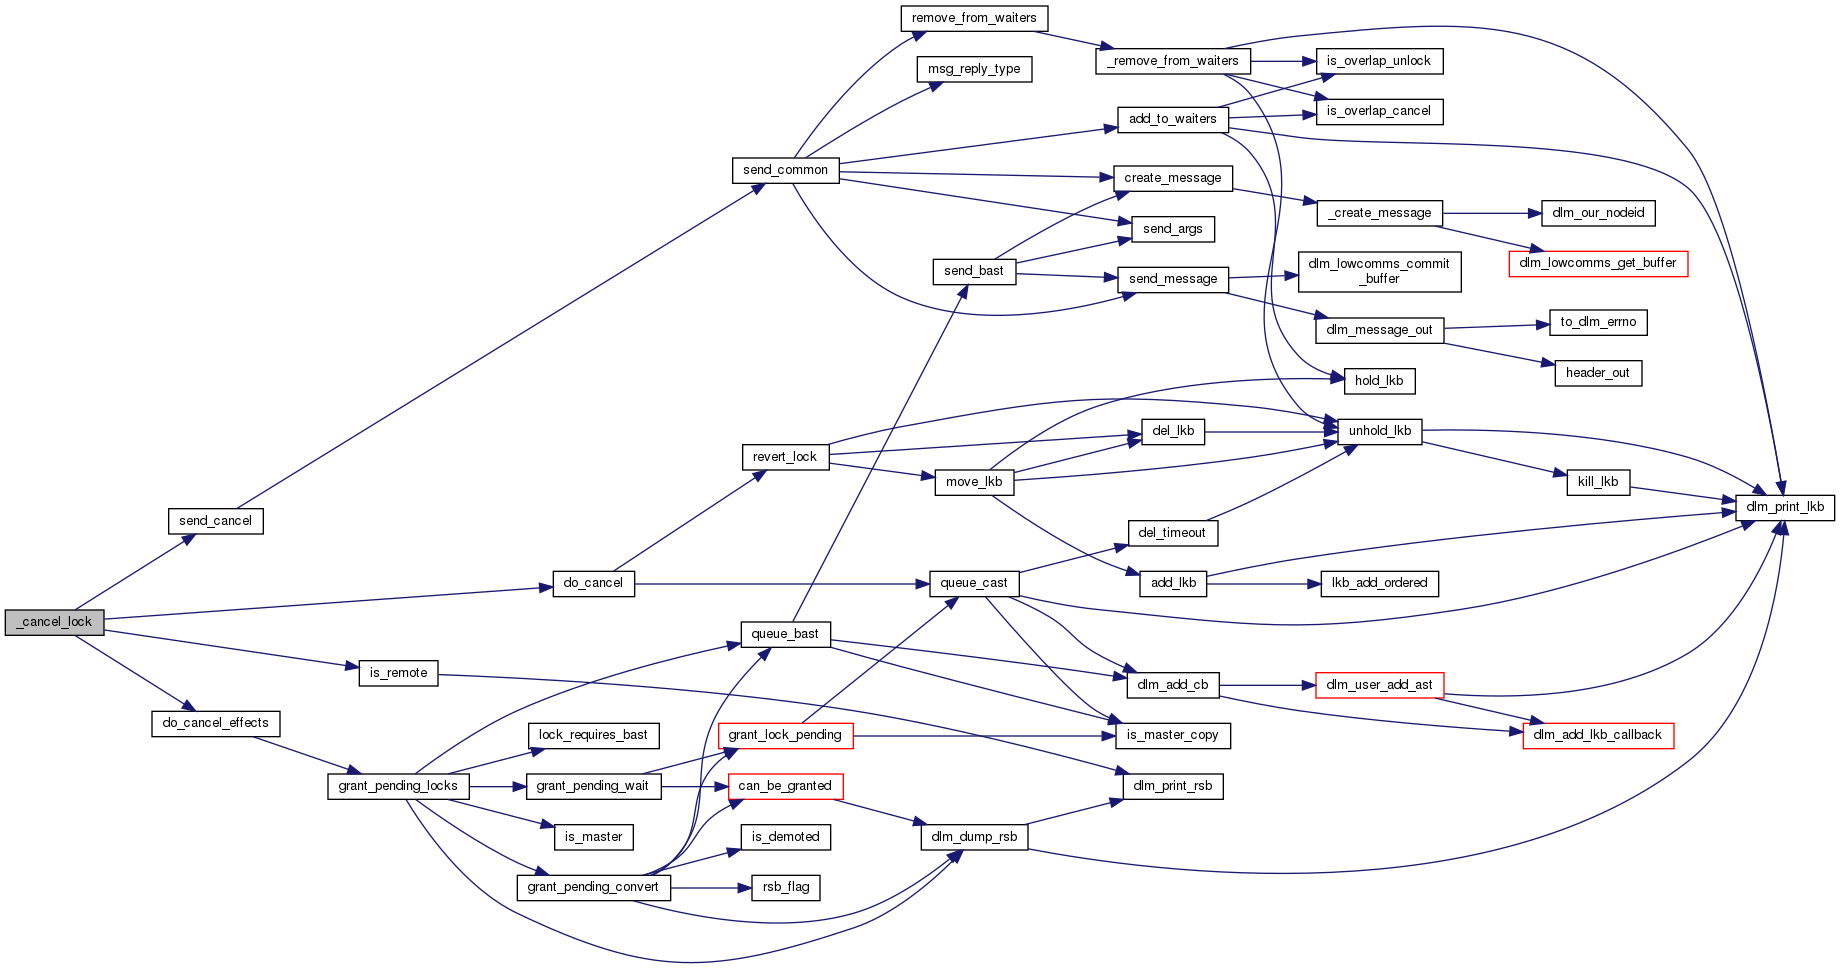 remove_from_waiters
_remove_from_waiters
is_overlap_unlock
msg_reply_type
is_overlap_cancel
add_to_waiters
send_common
create_message
_create_message
dlm_our_nodeid
send_args
dlm_lowcomms_get_buffer
send_bast
send_message
dlm_lowcomms_commit
_buffer
dlm_message_out
to_dlm_errno
header_out
hold_lkb
del_lkb
unhold_lkb
revert_lock
move_lkb
kill_lkb
dlm_print_lkb
send_cancel
del_timeout
do_cancel
queue_cast
add_lkb
lkb_add_ordered
_cancel_lock
queue_bast
is_remote
dlm_add_cb
dlm_user_add_ast
do_cancel_effects
lock_requires_bast
grant_lock_pending
is_master_copy
dlm_add_lkb_callback
grant_pending_locks
grant_pending_wait
can_be_granted
dlm_print_rsb
is_master
is_demoted
dlm_dump_rsb
grant_pending_convert
rsb_flag